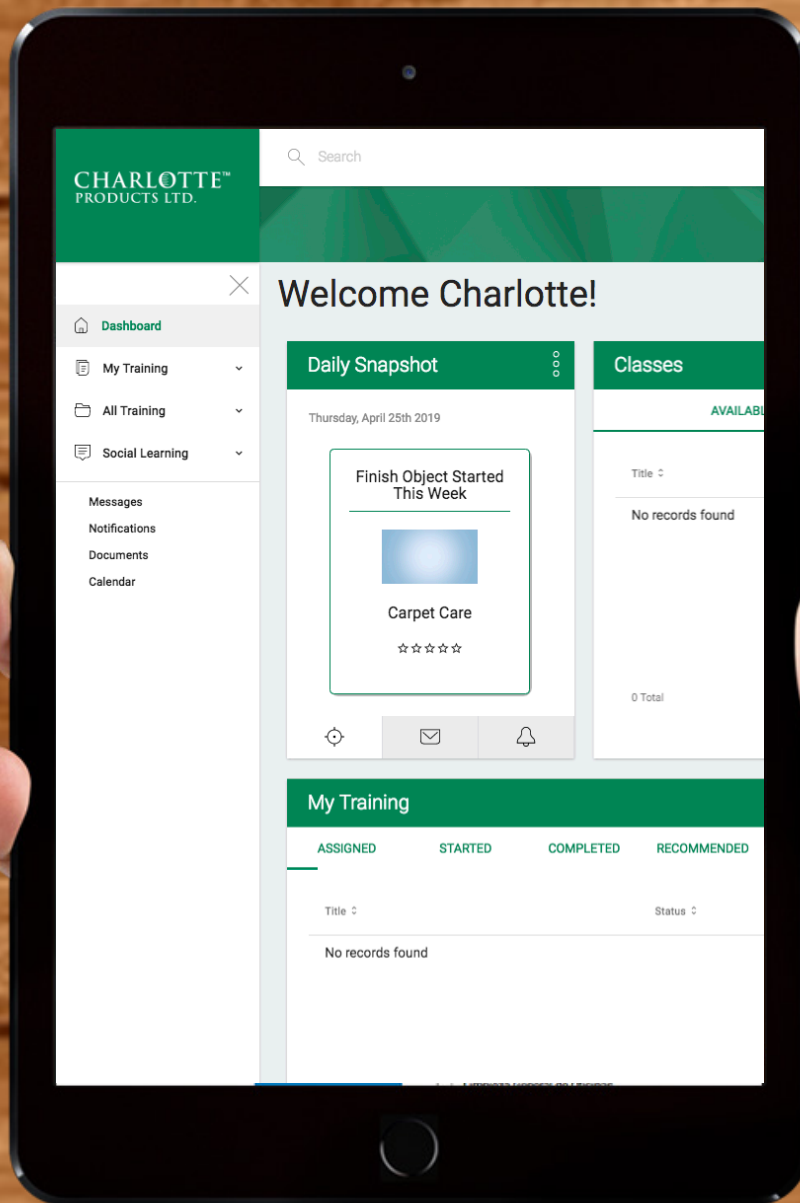 CHARLOTTE™
PRODUCTS LTD.
Search
Welcome Charlotte!
Dashboard
My Training
All Training
Social Learning
Messages
Notifications
Documents
Calendar
Daily Snapshot
Thursday, April 25th 2019
Finish Object Started
This Week
Carpet Care
Classes
Title
No records found
0 Total
My Training
ASSIGNED
STARTED
COMPLETED
RECOMMENDED
Title
Status
No records found